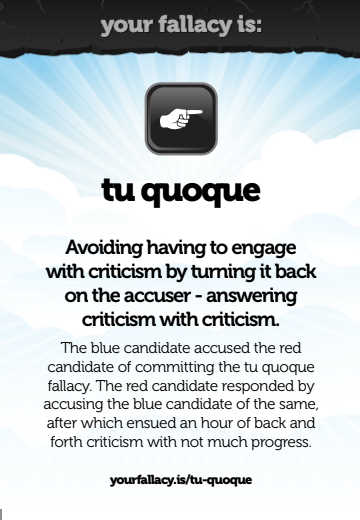 your fallacy is:
tu quoque
Avoiding having to engage
with criticism by turning it back
on the accuser - answering
criticism with criticism.
The blue candidate accused the red
candidate of committing the tu quoque
fallacy. The red candidate responded by
accusing the blue candidate of the same,
after which ensued an hour of back and
forth criticism with not much progress.
yourfallacy.is/tu-quoque